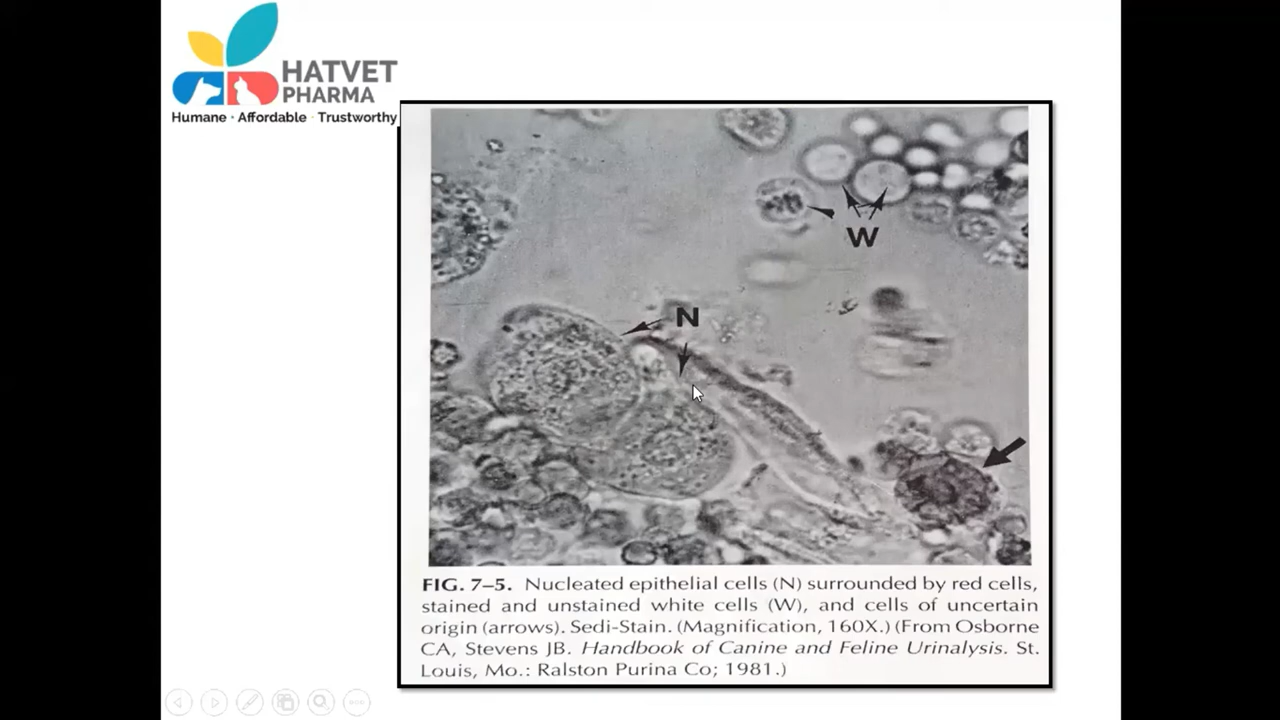 HATVET
PHARMA
Humane · Affordable · Trustworthy
W
N
FIG. 7–5. Nucleated epithelial cells (N) surrounded by red cells,
stained and unstained white cells (W), and cells of uncertain
origin (arrows). Sedi-Stain. (Magnification, 160X.) (From Osborne
CA, Stevens JB. Handbook of Canine and Feline Urinalysis. St.
Louis, Mo.: Ralston Purina Co; 1981.)